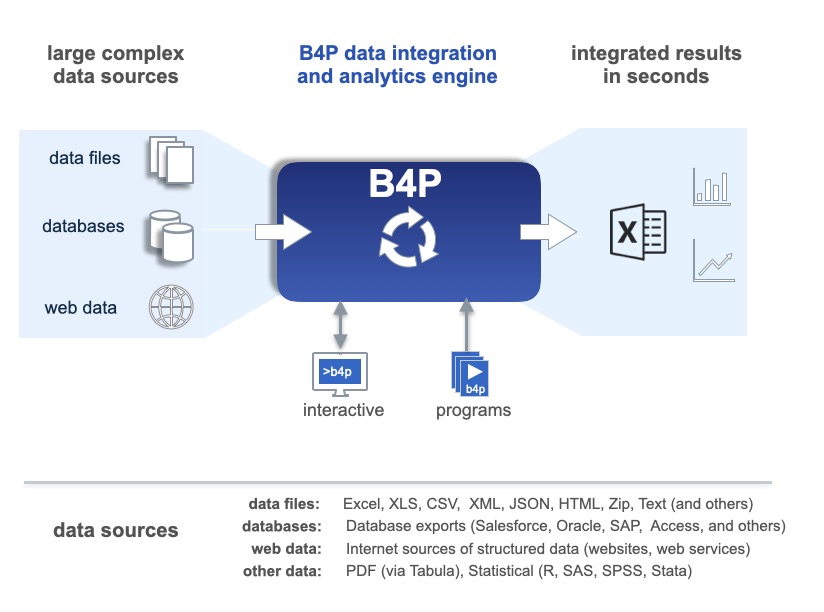 large complex
data sources
B4P data integration
and analytics engine
integrated results
in seconds
data files
databases
web data
B4P
X
>b4p
interactive
b4p
programs
data sources
data files: Excel, XLS, CSV, XML, JSON, HTML, Zip, Text (and others)
databases: Database exports (Salesforce, Oracle, SAP, Access, and others)
web data: Internet sources of structured data (websites, web services)
other data: PDF (via Tabula), Statistical (R, SAS, SPSS, Stata)